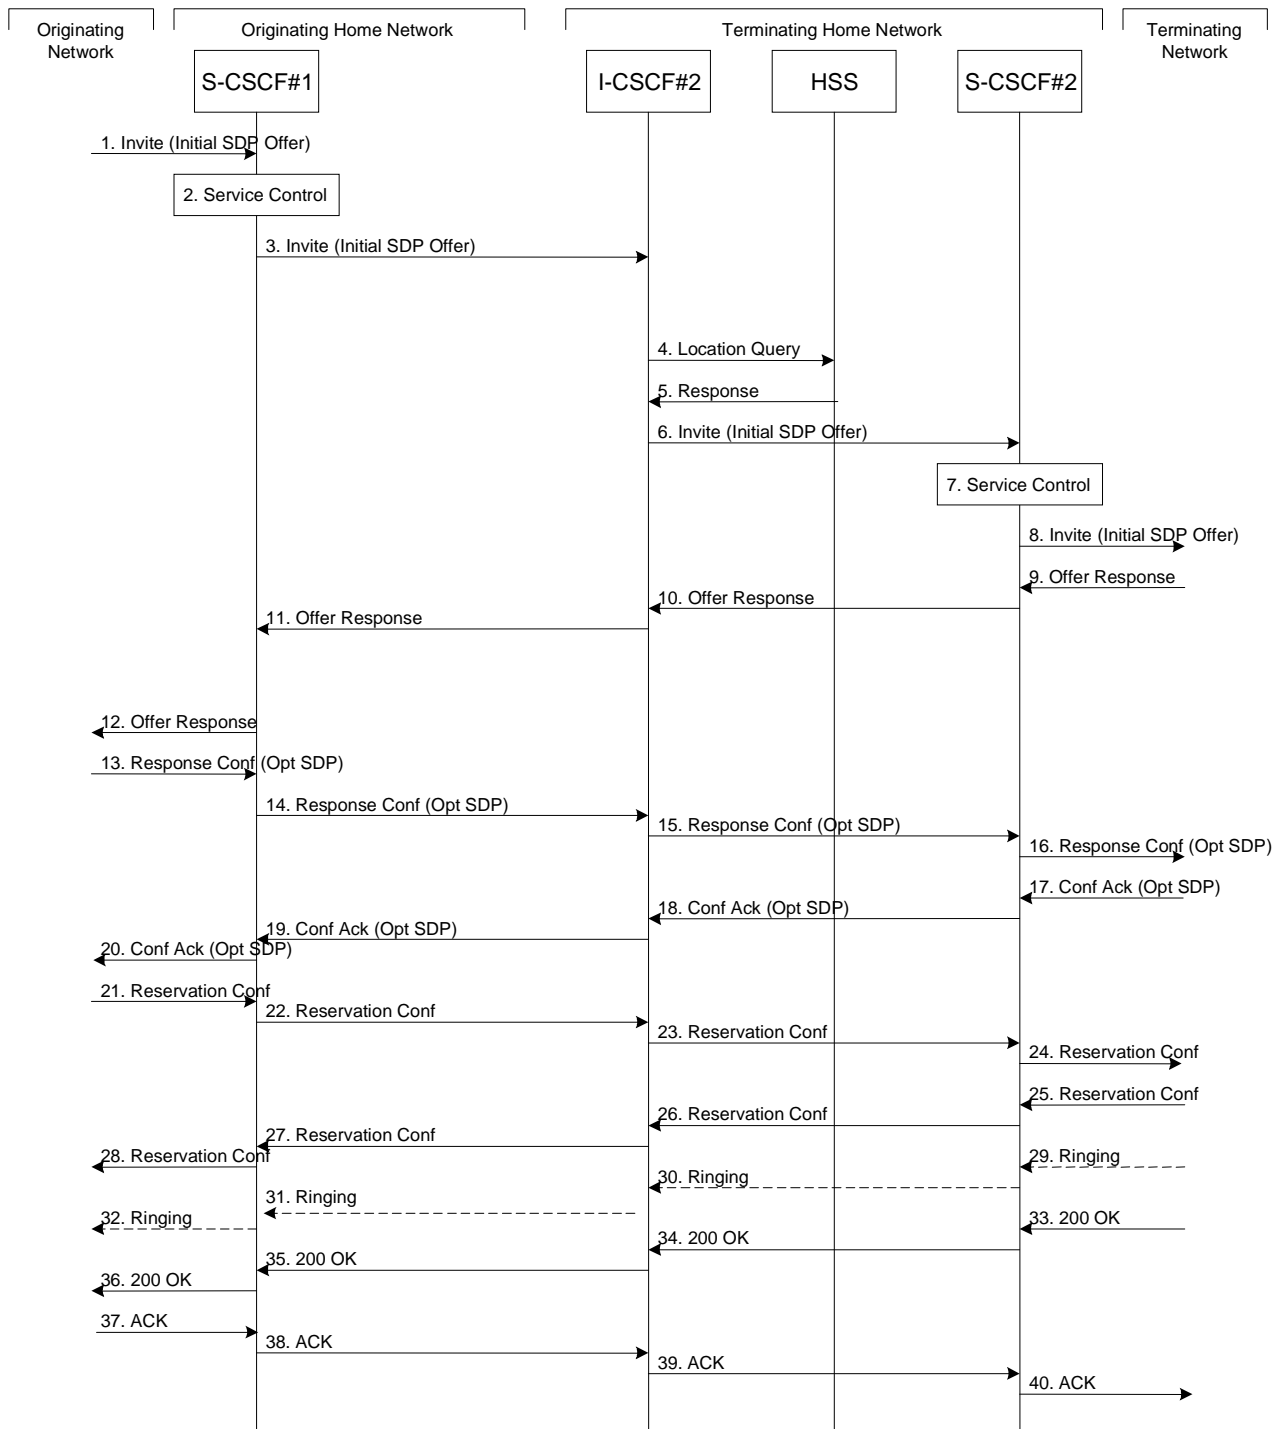 Originating
Network
Originating Home Network
Terminating Home Network
Terminating
Network
S-CSCF#1
I-CSCF#2
HSS
S-CSCF#2
1. Invite (Initial SDP Offer)
2. Service Control
3. Invite (Initial SDP Offer)
4. Location Query
5. Response
6. Invite (Initial SDP Offer)
7. Service Control
8. Invite (Initial SDP Offer)
9. Offer Response
10. Offer Response
11. Offer Response
12. Offer Response
13. Response Conf (Opt SDP)
14. Response Conf (Opt SDP)
15. Response Conf (Opt SDP)
16. Response Conf (Opt SDP)
17. Conf Ack (Opt SDP)
18. Conf Ack (Opt SDP)
19. Conf Ack (Opt SDP)
20. Conf Ack (Opt SDP)
21. Reservation Conf
22. Reservation Conf
23. Reservation Conf
24. Reservation Conf
25. Reservation Conf
26. Reservation Conf
27. Reservation Conf
28. Reservation Conf
29. Ringing
30. Ringing
31. Ringing
32. Ringing
33. 200 OK
34. 200 OK
35. 200 OK
36. 200 OK
37. ACK
38. ACK
39. ACK
40. ACK